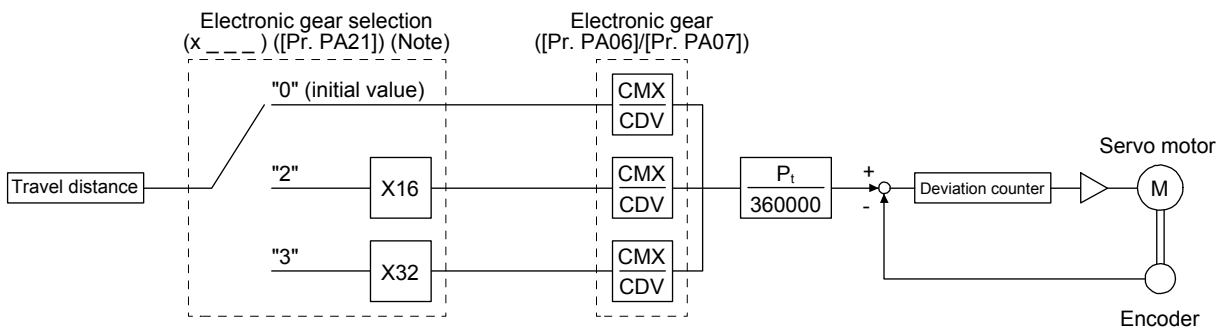 Electronic gear selection
(x _ _ _ ) ([Pr. PA21]) (Note)
Electronic gear
([Pr. PA06]/[Pr. PA07])
"0" (initial value)
CMX
CDV
Servo motor
Travel distance
"2"
X16
CMX
CDV
Pt
360000
+
-
Deviation counter
M
"3"
X32
CMX
CDV
Encoder